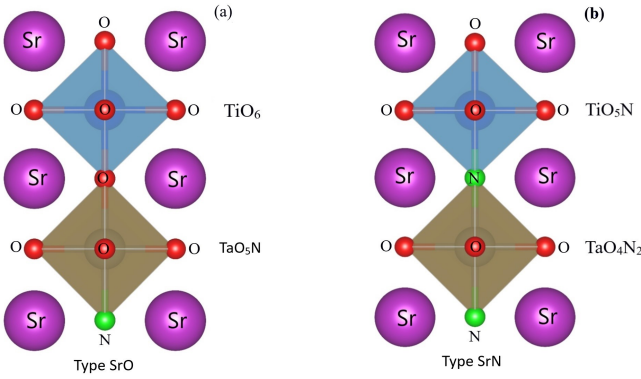 (a)
O
Sr Sr
O O O TiO₆
Sr O Sr
O O O TaO₅N
Sr Sr
N
Type SrO
(b)
O
Sr Sr
O O O TiO₅N
Sr N Sr
O O O TaO₄N₂
Sr Sr
N
Type SrN